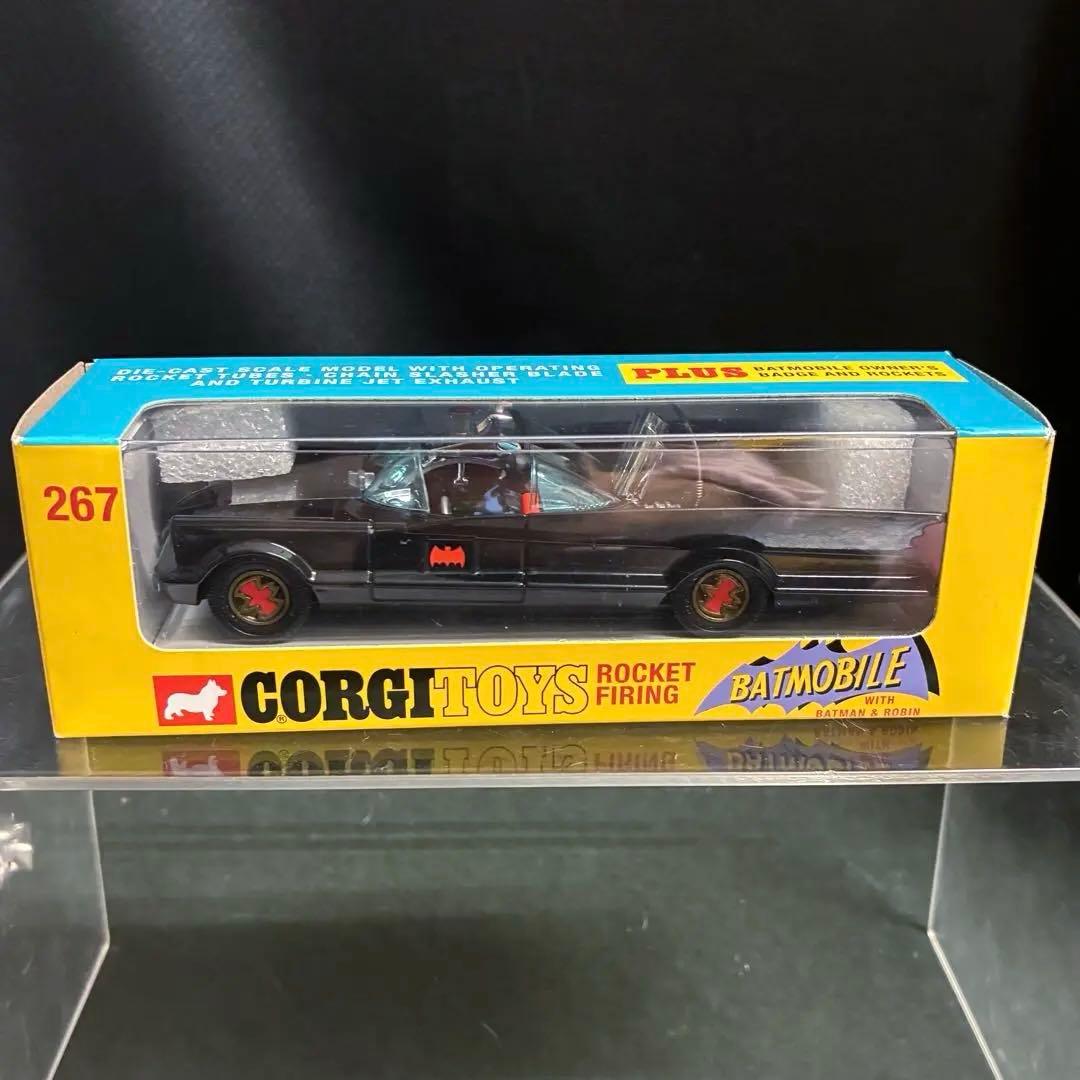 DIE-CAST SCALE MODEL WITH OPERATING
ROCKET TUBES - CHAIN SLASHER BLADE
AND TURBINE JET EXHAUST
PLUS BATMOBILE OWNER'S
BADGE AND ROCKETS
267
CORGI TOYS
®
ROCKET
FIRING
BATMOBILE
WITH
BATMAN & ROBIN